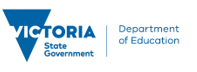 VICTORIA
State
Government
Department
of Education